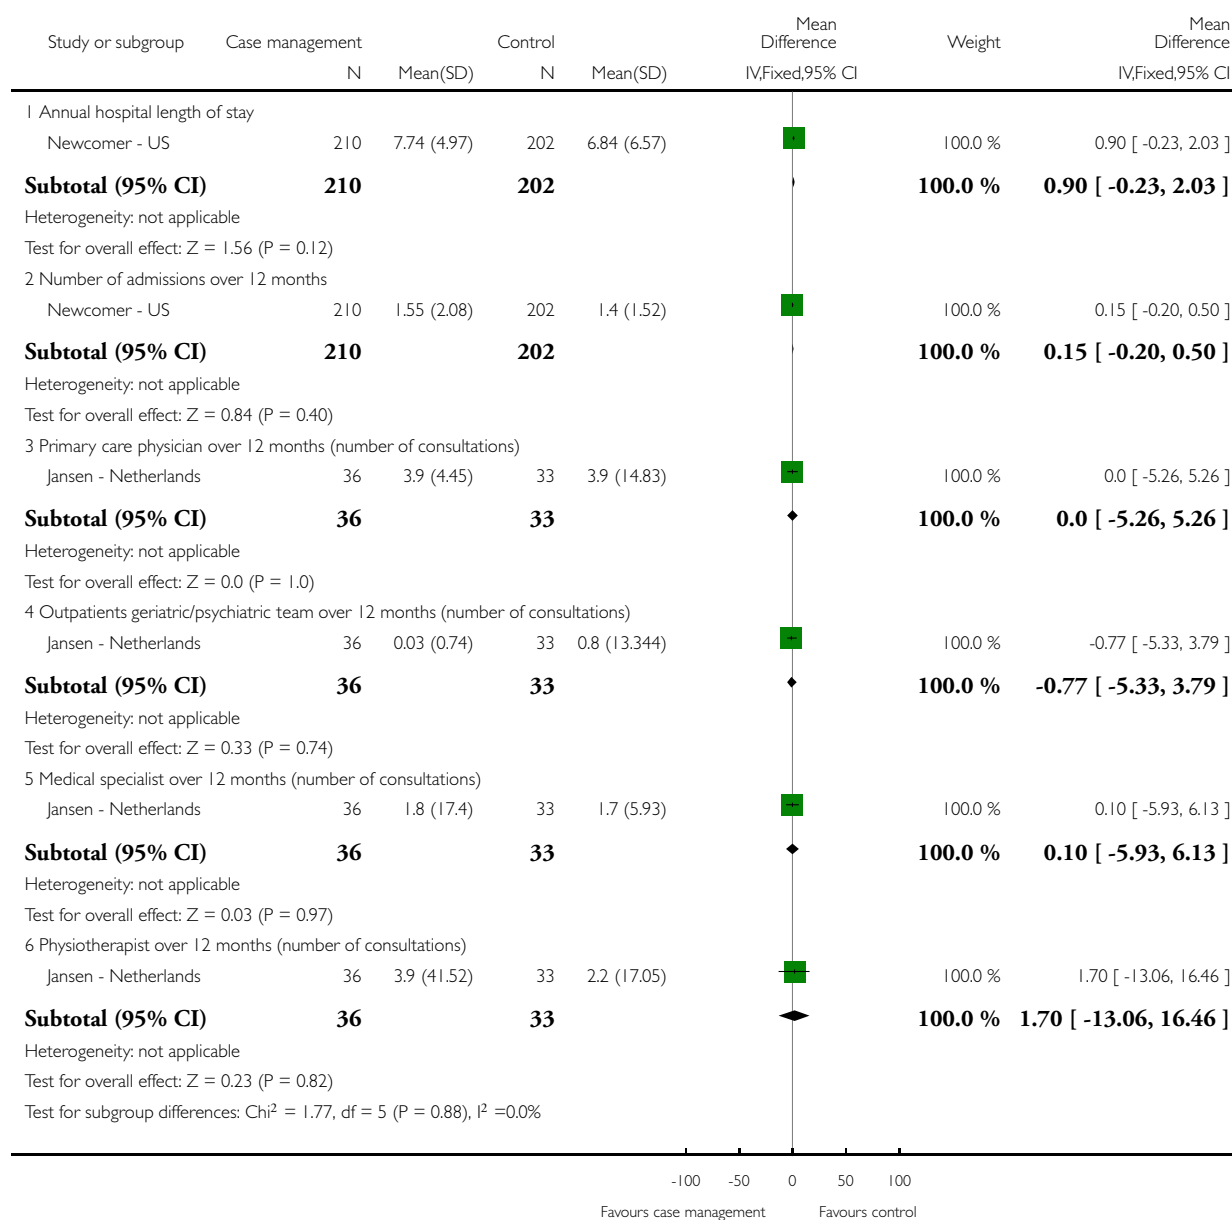 Study or subgroup Case management Control Mean Difference Weight Mean Difference
N Mean(SD) N Mean(SD) IV,Fixed,95% CI IV,Fixed,95% CI
1 Annual hospital length of stay
Newcomer - US 210 7.74 (4.97) 202 6.84 (6.57) 100.0 % 0.90 [ -0.23, 2.03 ]
Subtotal (95% CI) 210 202 100.0 % 0.90 [ -0.23, 2.03 ]
Heterogeneity: not applicable
Test for overall effect: Z = 1.56 (P = 0.12)
2 Number of admissions over 12 months
Newcomer - US 210 1.55 (2.08) 202 1.4 (1.52) 100.0 % 0.15 [ -0.20, 0.50 ]
Subtotal (95% CI) 210 202 100.0 % 0.15 [ -0.20, 0.50 ]
Heterogeneity: not applicable
Test for overall effect: Z = 0.84 (P = 0.40)
3 Primary care physician over 12 months (number of consultations)
Jansen - Netherlands 36 3.9 (4.45) 33 3.9 (14.83) 100.0 % 0.0 [ -5.26, 5.26 ]
Subtotal (95% CI) 36 33 100.0 % 0.0 [ -5.26, 5.26 ]
Heterogeneity: not applicable
Test for overall effect: Z = 0.0 (P = 1.0)
4 Outpatients geriatric/psychiatric team over 12 months (number of consultations)
Jansen - Netherlands 36 0.03 (0.74) 33 0.8 (13.344) 100.0 % -0.77 [ -5.33, 3.79 ]
Subtotal (95% CI) 36 33 100.0 % -0.77 [ -5.33, 3.79 ]
Heterogeneity: not applicable
Test for overall effect: Z = 0.33 (P = 0.74)
5 Medical specialist over 12 months (number of consultations)
Jansen - Netherlands 36 1.8 (17.4) 33 1.7 (5.93) 100.0 % 0.10 [ -5.93, 6.13 ]
Subtotal (95% CI) 36 33 100.0 % 0.10 [ -5.93, 6.13 ]
Heterogeneity: not applicable
Test for overall effect: Z = 0.03 (P = 0.97)
6 Physiotherapist over 12 months (number of consultations)
Jansen - Netherlands 36 3.9 (41.52) 33 2.2 (17.05) 100.0 % 1.70 [ -13.06, 16.46 ]
Subtotal (95% CI) 36 33 100.0 % 1.70 [ -13.06, 16.46 ]
Heterogeneity: not applicable
Test for overall effect: Z = 0.23 (P = 0.82)
Test for subgroup differences: Chi² = 1.77, df = 5 (P = 0.88), I² =0.0%
-100 -50 0 50 100
Favours case management Favours control